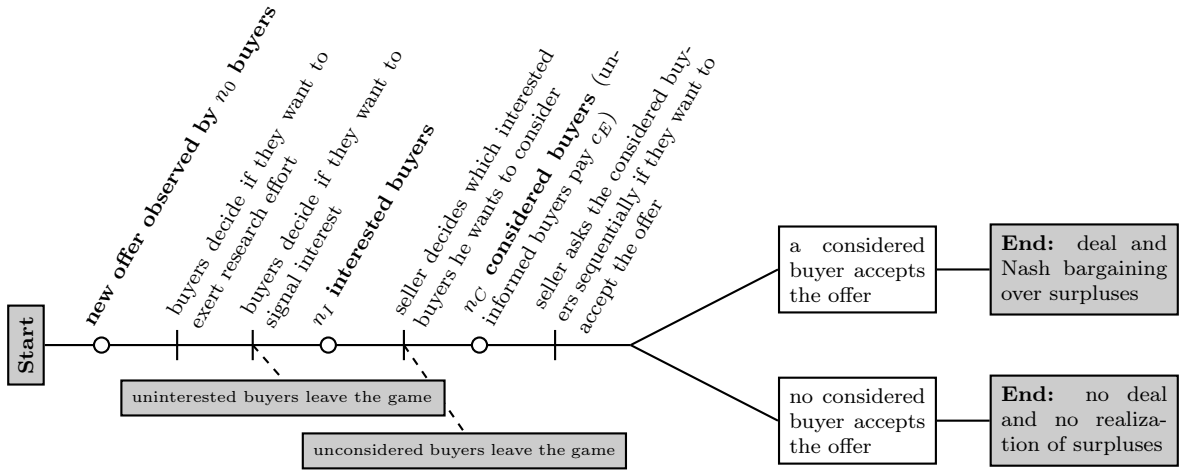 Start
new offer observed by n0 buyers
buyers decide if they want to
exert research effort
buyers decide if they want to
signal interest
nI interested buyers
seller decides which interested
buyers he wants to consider
nC considered buyers (un-
informed buyers pay cE)
seller asks the considered buy-
ers sequentially if they want to
accept the offer
uninterested buyers leave the game
unconsidered buyers leave the game
a considered
buyer accepts
the offer
End: deal and
Nash bargaining
over surpluses
no considered
buyer accepts
the offer
End: no deal
and no realiza-
tion of surpluses